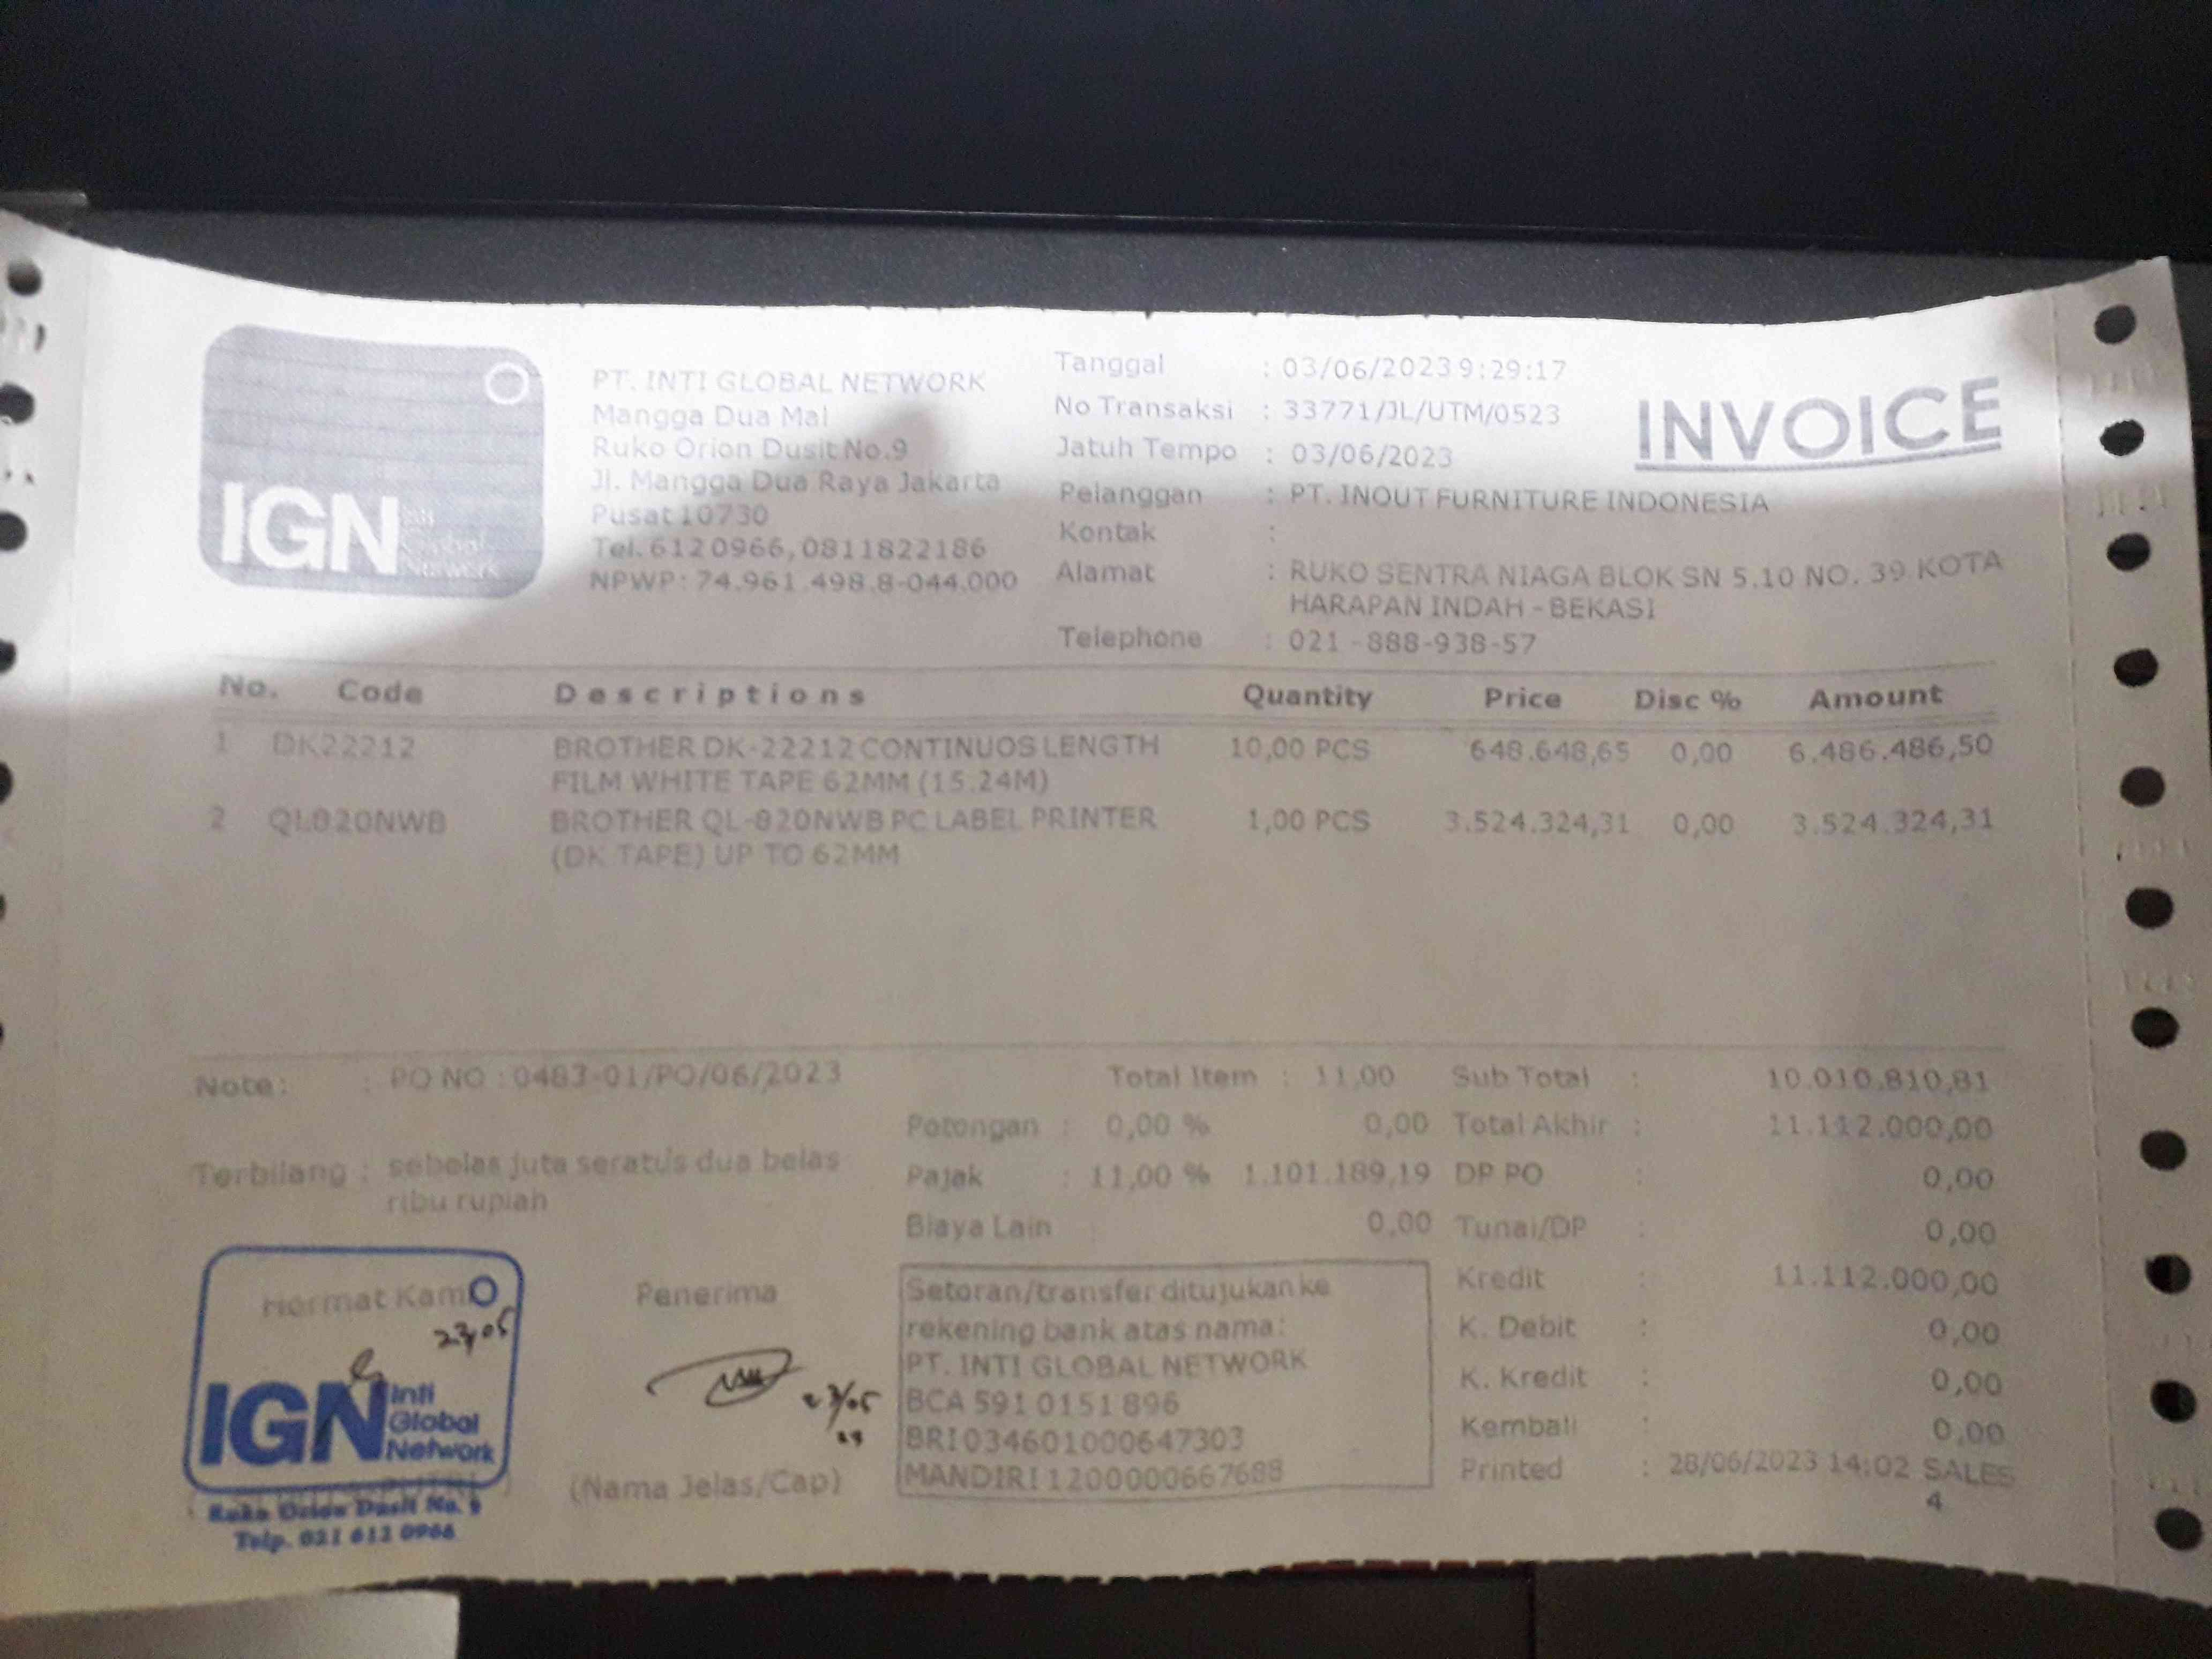 IGN
Network
PT. INTI GLOBAL NETWORK
Mangga Dua Mal
Ruko Orion Dusit No.9
Jl. Mangga Dua Raya Jakarta
Pusat 10730
Tel. 6120966, 0811822186
NPWP : 74.961.498.8-044.000
Tanggal : 03/06/2023 9:29:17
No Transaksi : 33771/JL/UTM/0523
Jatuh Tempo : 03/06/2023
Pelanggan : PT. INOUT FURNITURE INDONESIA
Kontak :
Alamat : RUKO SENTRA NIAGA BLOK SN 5.10 NO. 39 KOTA
HARAPAN INDAH - BEKASI
Telephone : 021 -888-938-57
INVOICE
No. Code Descriptions Quantity Price Disc % Amount
1 DK22212 BROTHER DK-22212 CONTINUOS LENGTH 10,00 PCS 648.648,65 0,00 6.486.486,50
FILM WHITE TAPE 62MM (15.24M)
2 QL820NWB BROTHER QL-820NWB PC LABEL PRINTER 1,00 PCS 3.524.324,31 0,00 3.524.324,31
(DK TAPE) UP TO 62MM
Note : : PO NO : 0483-01/PO/06/2023
Total Item : 11,00 Sub Total : 10.010.810,81
Potongan : 0,00 % 0,00 Total Akhir : 11.112.000,00
Terbilang : sebelas juta seratus dua belas
ribu rupiah
Pajak : 11,00 % 1.101.189,19 DP PO : 0,00
Biaya Lain 0,00 Tunai/DP : 0,00
Hormat Kami
23/05
Penerima
23/05
Setoran/transfer ditujukan ke
rekening bank atas nama:
PT. INTI GLOBAL NETWORK
BCA 591 0151 896
BRI 034601000647303
MANDIRI 1200000667688
Kredit : 11.112.000,00
K. Debit : 0,00
K. Kredit : 0,00
Kembali : 0,00
Printed : 28/06/2023 14:02 SALES
4
IGN Inti
Global
Network
(Nama Jelas/Cap)
Ruko Orion Dusit No. 9
Telp. 021 612 0966